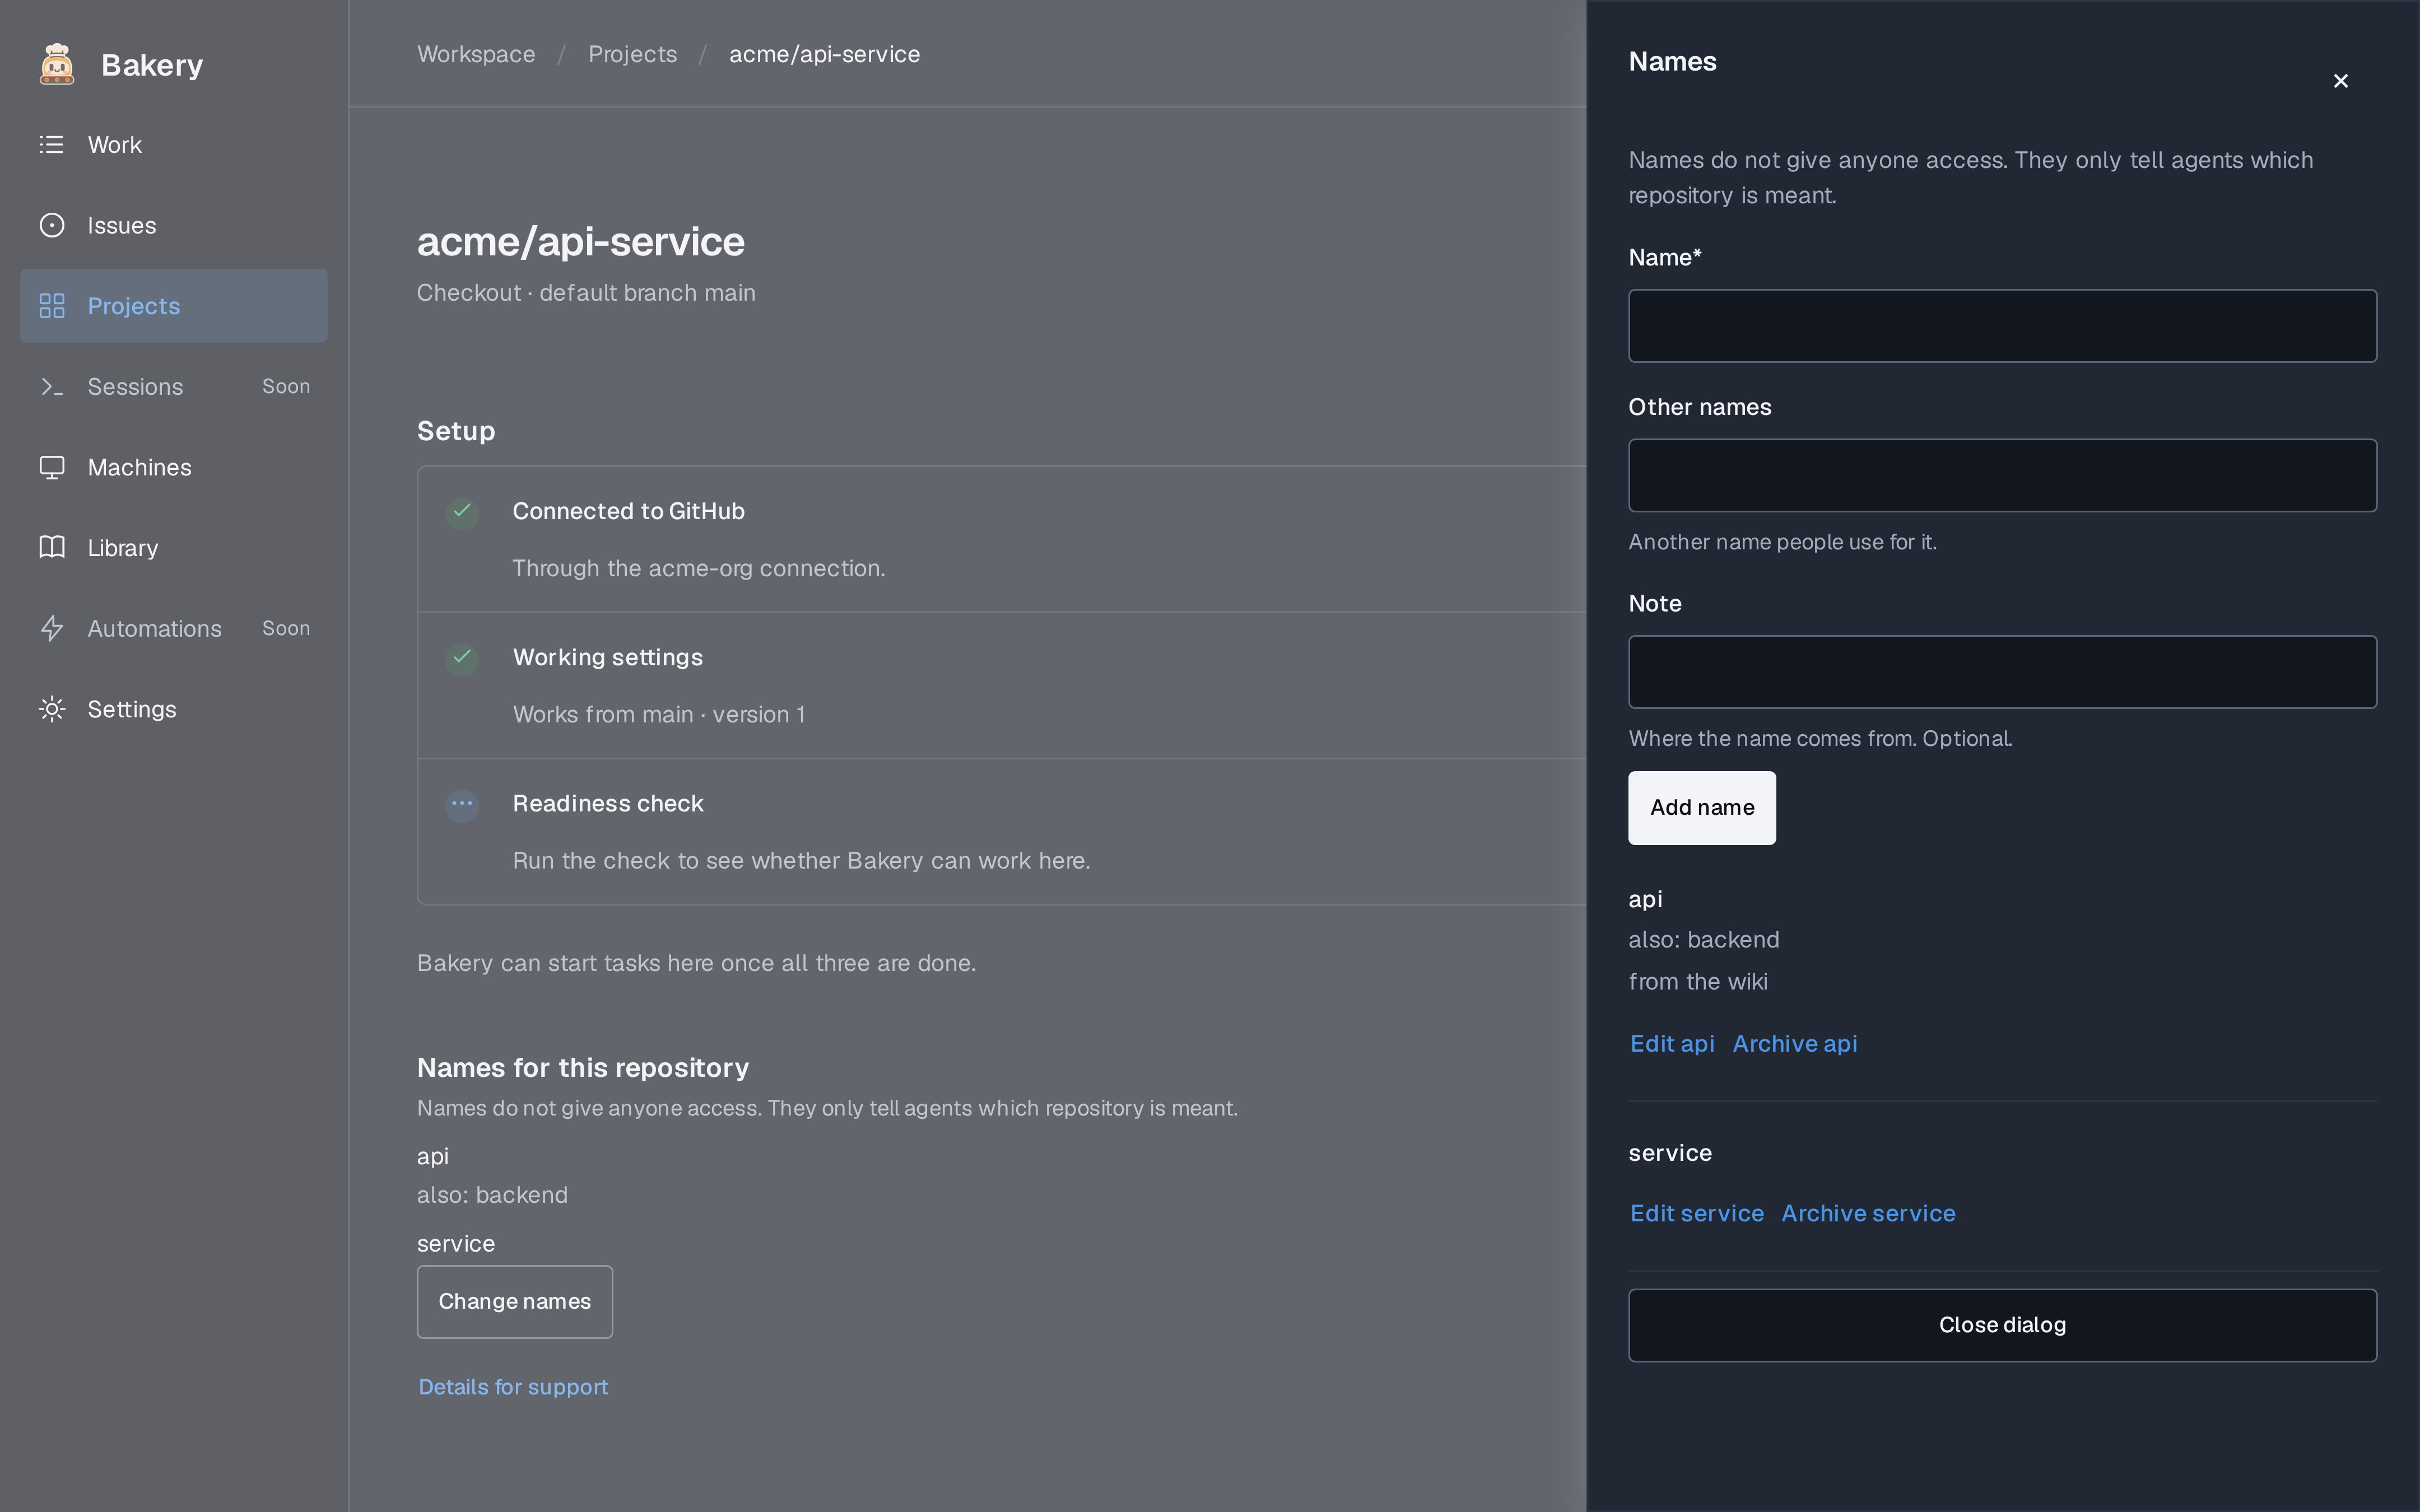 Bakery
Work
Issues
Projects
Sessions Soon
Machines
Library
Automations Soon
Settings
Workspace / Projects / acme/api-service
acme/api-service
Checkout · default branch main
Setup
Connected to GitHub
Through the acme-org connection.
Working settings
Works from main · version 1
Readiness check
Run the check to see whether Bakery can work here.
Bakery can start tasks here once all three are done.
Names for this repository
Names do not give anyone access. They only tell agents which repository is meant.
api
also: backend
service
Change names
Details for support
Names
Names do not give anyone access. They only tell agents which
repository is meant.
Name*
Other names
Another name people use for it.
Note
Where the name comes from. Optional.
Add name
api
also: backend
from the wiki
Edit api Archive api
service
Edit service Archive service
Close dialog